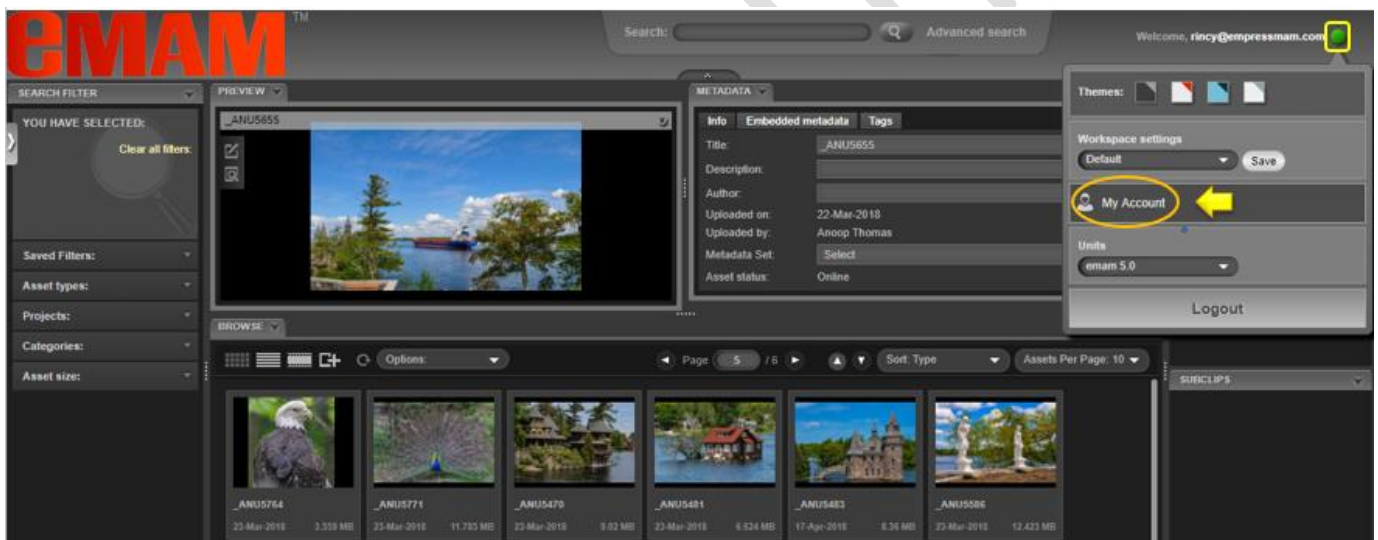 eMAM TM
Search: Advanced search
Welcome, rincy@empressmam.com
SEARCH FILTER
YOU HAVE SELECTED:
Clear all filters:
Saved Filters:
Asset types:
Projects:
Categories:
Asset size:
PREVIEW
_ANU5655
METADATA
Info Embedded metadata Tags
Title: _ANU5655
Description:
Author:
Uploaded on: 22-Mar-2018
Uploaded by: Anoop Thomas
Metadata Set: Select
Asset status: Online
Themes:
Workspace settings
Default Save
My Account
Units
emam 5.0
Logout
BROWSE
Options: Page 5 / 6 Sort: Type Assets Per Page: 10
_ANU5764 _ANU5771 _ANU5470 _ANU5481 _ANU5483 _ANU5586
23-Mar-2018 3.359 MB 23-Mar-2018 11.785 MB 23-Mar-2018 9.02 MB 23-Mar-2018 6.624 MB 17-Apr-2018 8.36 MB 23-Mar-2018 12.423 MB
SUBCLIPS